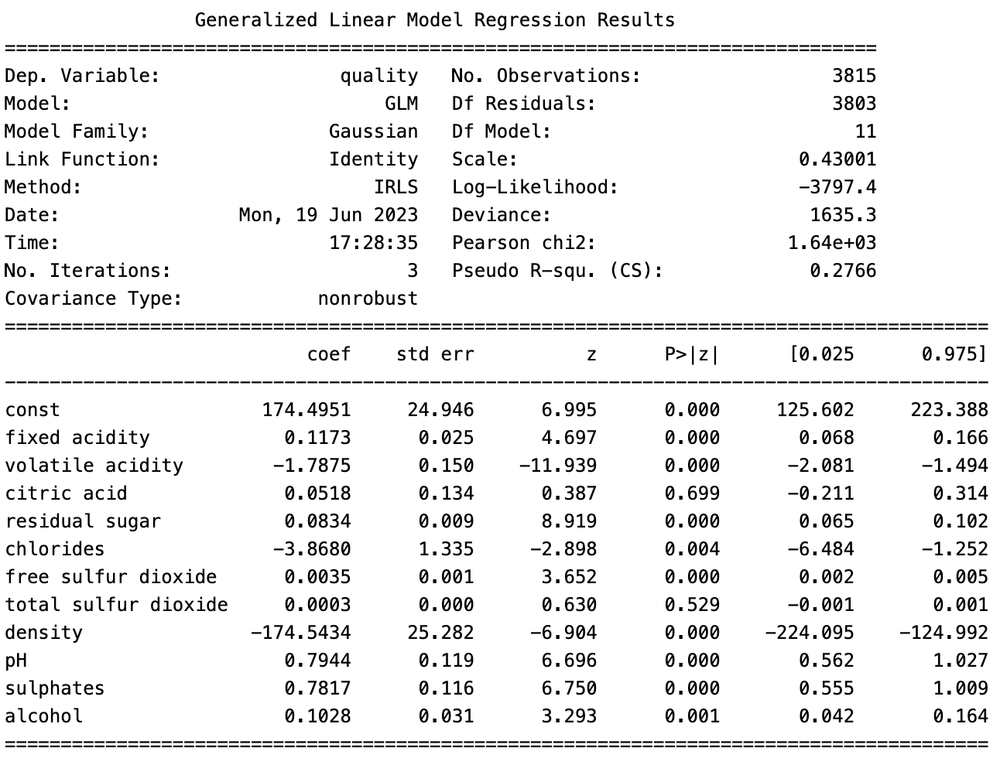 Generalized Linear Model Regression Results
==============================================================================
Dep. Variable:                quality   No. Observations:                 3815
Model:                            GLM   Df Residuals:                     3803
Model Family:                Gaussian   Df Model:                           11
Link Function:               Identity   Scale:                         0.43001
Method:                          IRLS   Log-Likelihood:                -3797.4
Date:                Mon, 19 Jun 2023   Deviance:                       1635.3
Time:                        17:28:35   Pearson chi2:                 1.64e+03
No. Iterations:                     3   Pseudo R-squ. (CS):             0.2766
Covariance Type:            nonrobust
========================================================================================
                           coef    std err          z      P>|z|      [0.025      0.975]
----------------------------------------------------------------------------------------
const                  174.4951     24.946      6.995      0.000     125.602     223.388
fixed acidity            0.1173      0.025      4.697      0.000       0.068       0.166
volatile acidity        -1.7875      0.150    -11.939      0.000      -2.081      -1.494
citric acid              0.0518      0.134      0.387      0.699      -0.211       0.314
residual sugar           0.0834      0.009      8.919      0.000       0.065       0.102
chlorides               -3.8680      1.335     -2.898      0.004      -6.484      -1.252
free sulfur dioxide      0.0035      0.001      3.652      0.000       0.002       0.005
total sulfur dioxide     0.0003      0.000      0.630      0.529      -0.001       0.001
density               -174.5434     25.282     -6.904      0.000    -224.095    -124.992
pH                       0.7944      0.119      6.696      0.000       0.562       1.027
sulphates                0.7817      0.116      6.750      0.000       0.555       1.009
alcohol                  0.1028      0.031      3.293      0.001       0.042       0.164
========================================================================================